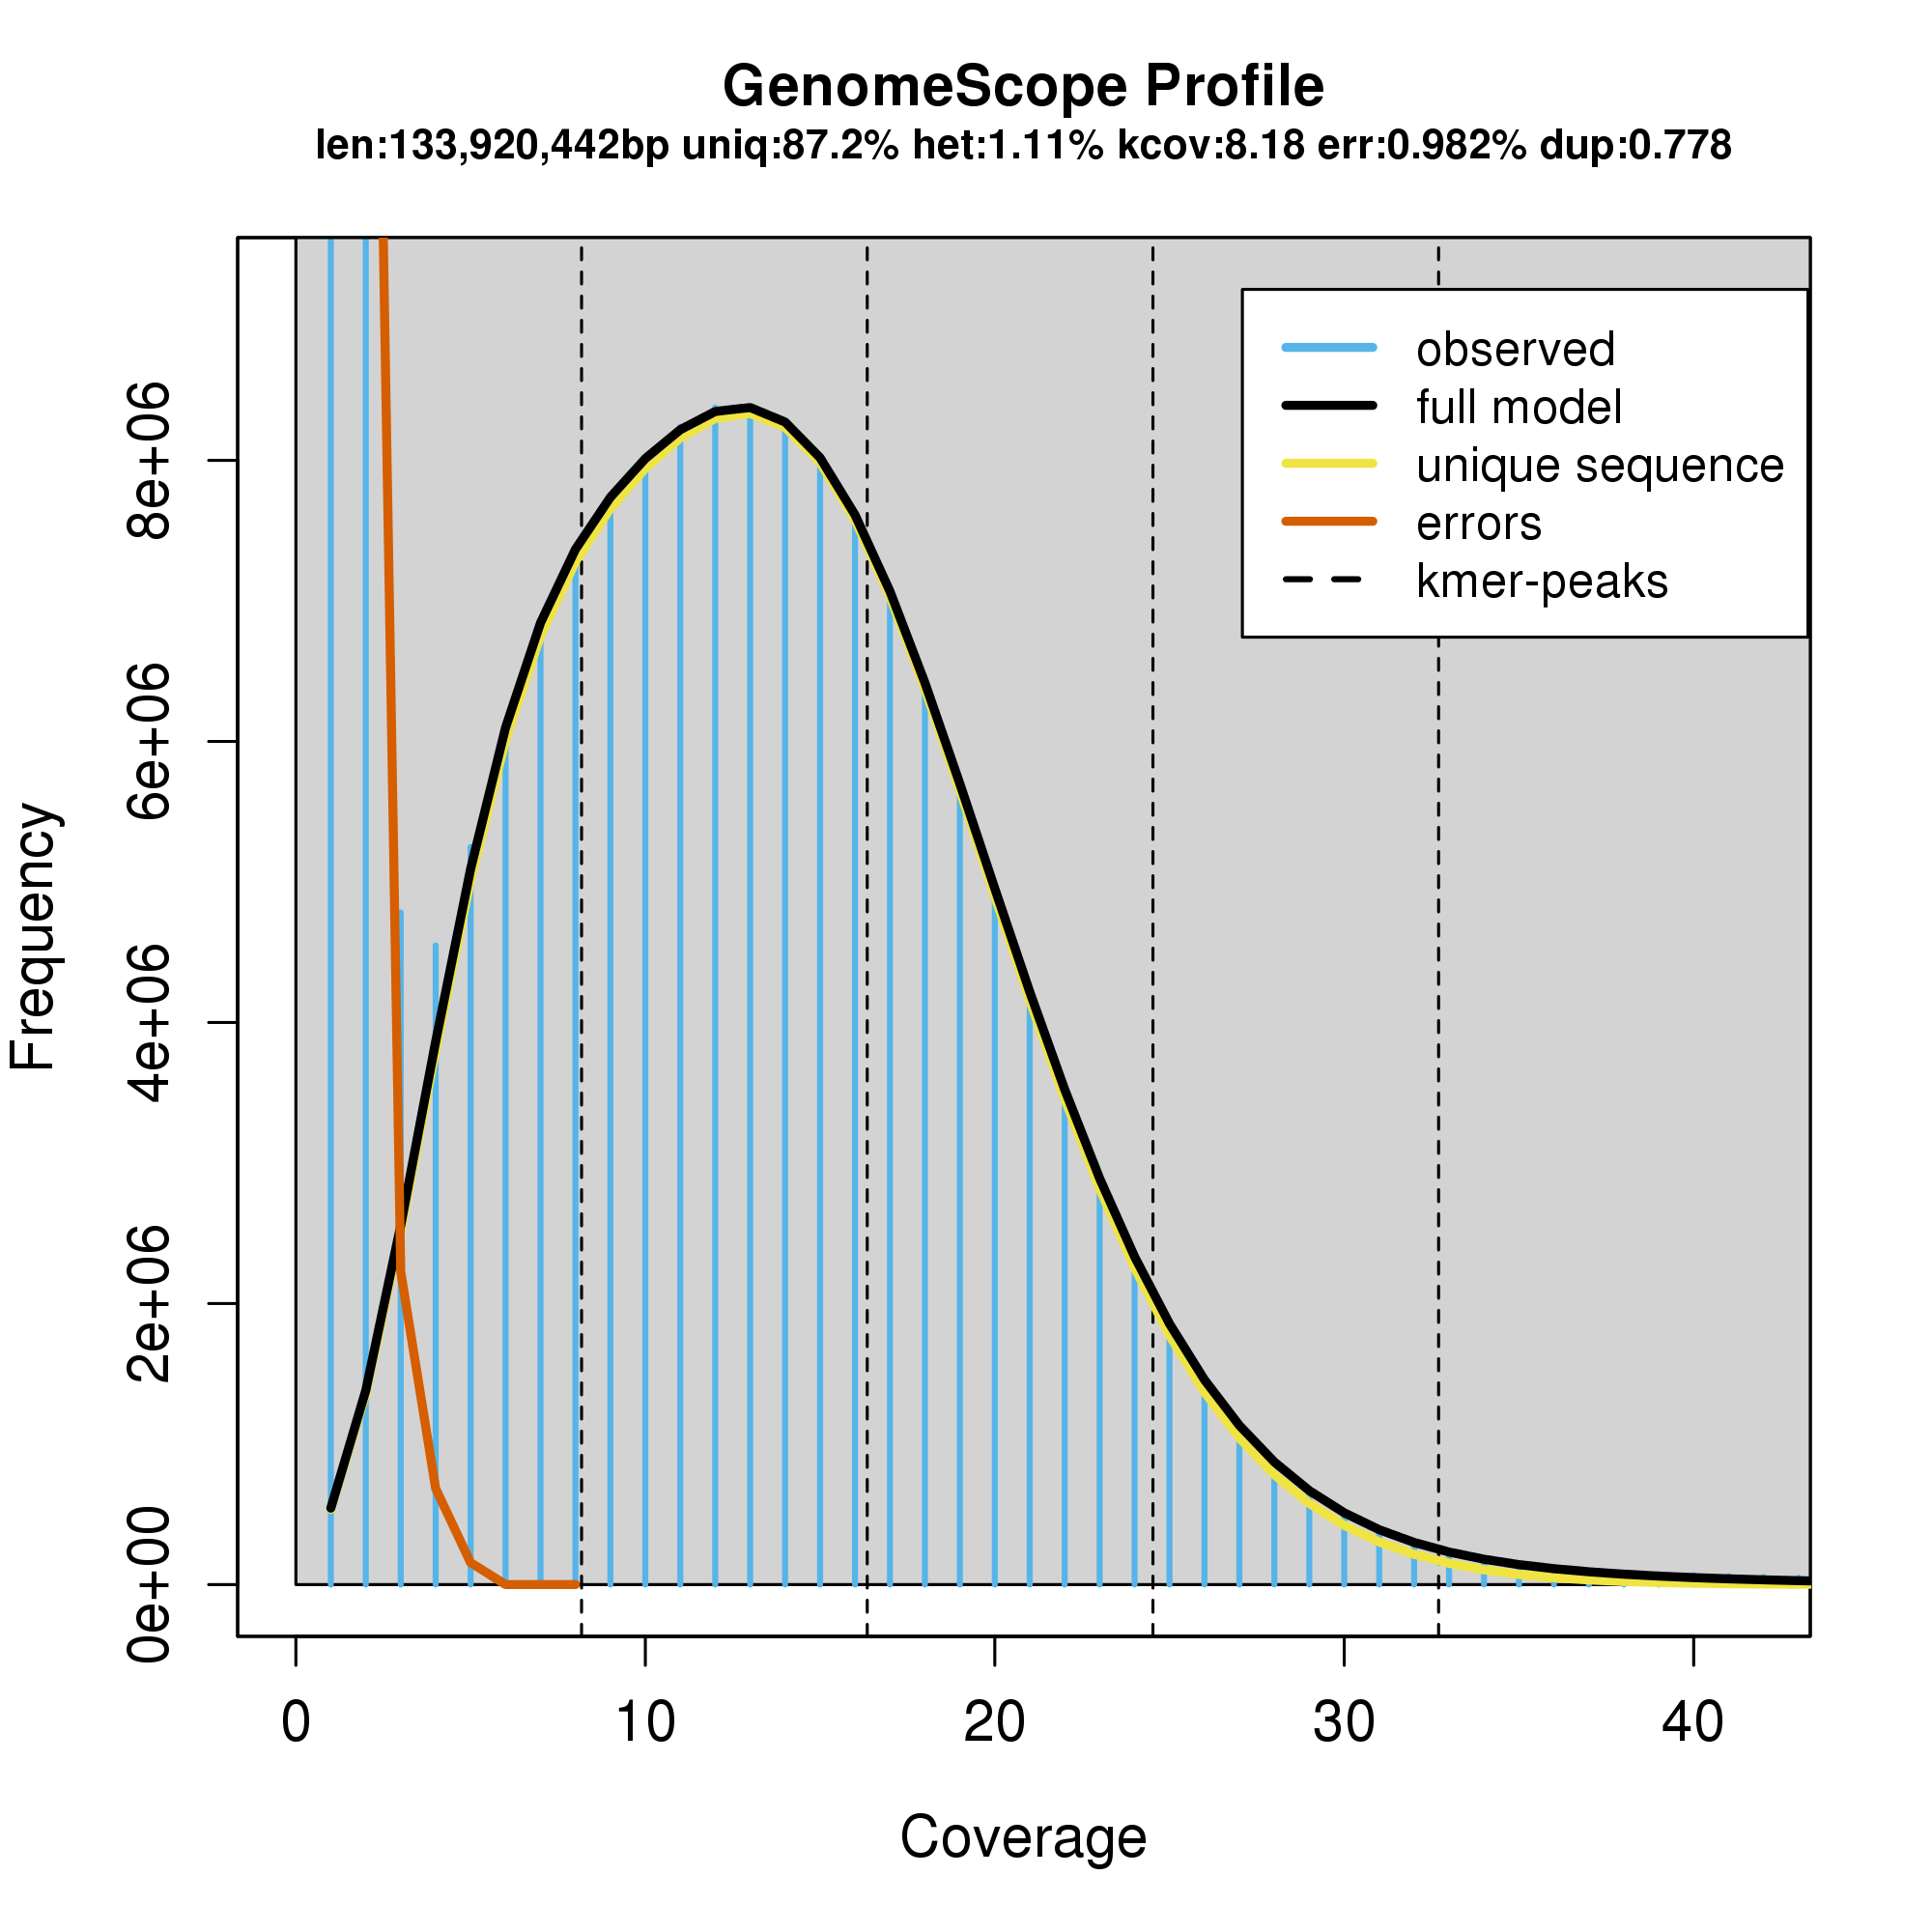 GenomeScope Profile
len:133,920,442bp uniq:87.2% het:1.11% kcov:8.18 err:0.982% dup:0.778
observed
full model
unique sequence
errors
kmer-peaks
Frequency
8e+06
6e+06
4e+06
2e+06
0e+00
0 10 20 30 40
Coverage